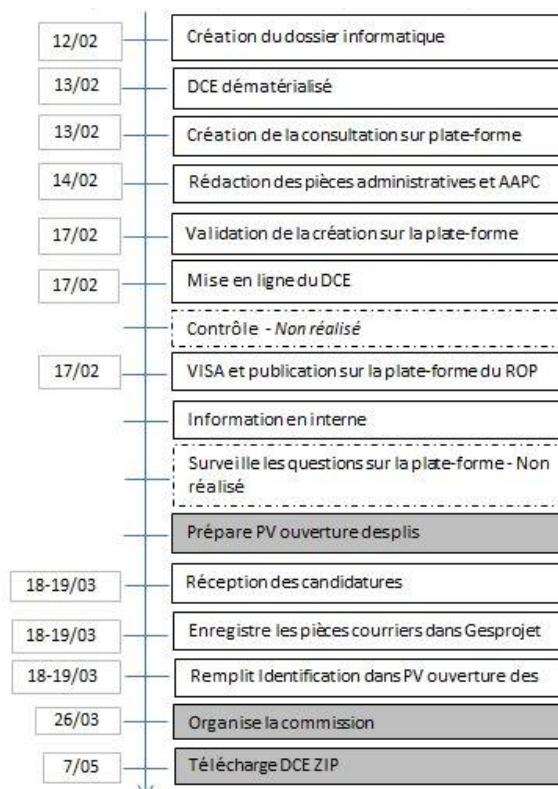 12/02 Création du dossier informatique
13/02 DCE dématérialisé
13/02 Création de la consultation sur plate-forme
14/02 Rédaction des pièces administratives et AAPC
17/02 Validation de la création sur la plate-forme
17/02 Mise en ligne du DCE
Contrôle - Non réalisé
17/02 VISA et publication sur la plate-forme du ROP
Information en interne
Surveille les questions sur la plate-forme - Non
réalisé
Prépare PV ouverture des plis
18-19/03 Réception des candidatures
18-19/03 Enregistre les pièces courriers dans Gesprojet
18-19/03 Remplit Identification dans PV ouverture des
26/03 Organise la commission
7/05 Télécharge DCE ZIP